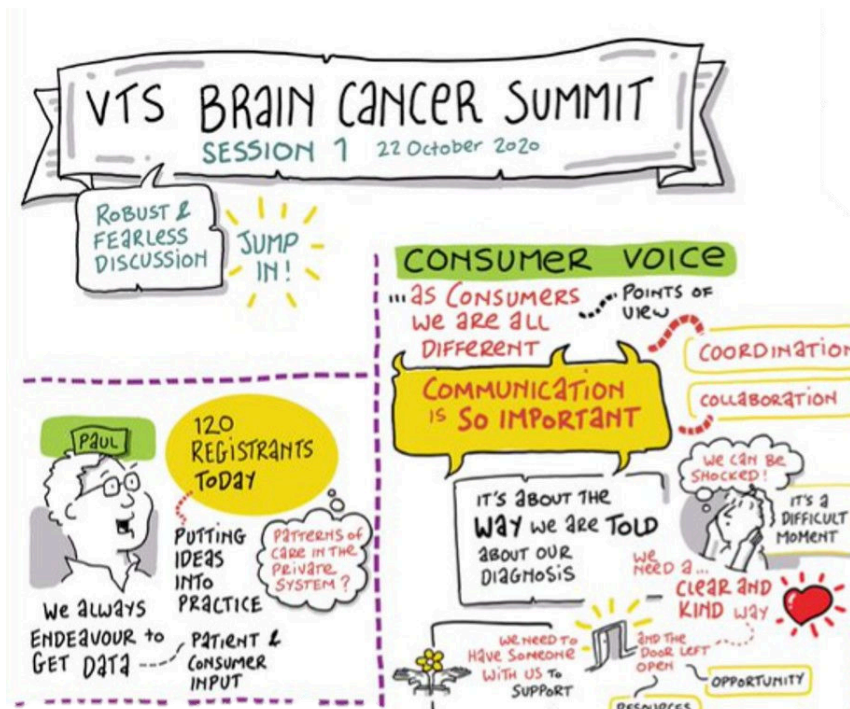 VTS BRAIN CANCER SUMMIT
SESSION 1 22 October 2020
ROBUST &
FEARLESS
DISCUSSION
JUMP
IN!
PAUL
120
REGISTRANTS
TODAY
PUTTING
IDEAS
INTO
PRACTICE
PATTERNS of
CARE IN THE
PRIVATE
SYSTEM?
We always
ENDEAVOUR to
GET DATA
PATIENT &
CONSUMER
INPUT
CONSUMER VOICE
...as CONSUMERS
we are all
DIFFERENT
POINTS OF
VIEW
COORDINATION
COLLABORATION
COMMUNICATION
IS SO IMPORTANT
IT'S ABOUT THE
WAY we are TOLD
ABOUT OUR
DIAGNOSIS
WE CAN BE
SHOCKED!
IT'S a
DIFFICULT
MOMENT
WE
NEED a...
CLEAR AND
KIND way
AND THE
DOOR LEFT
OPEN
WE NEED TO
HAVE SOMEONE
WITH US TO
SUPPORT
OPPORTUNITY
RESOURCES